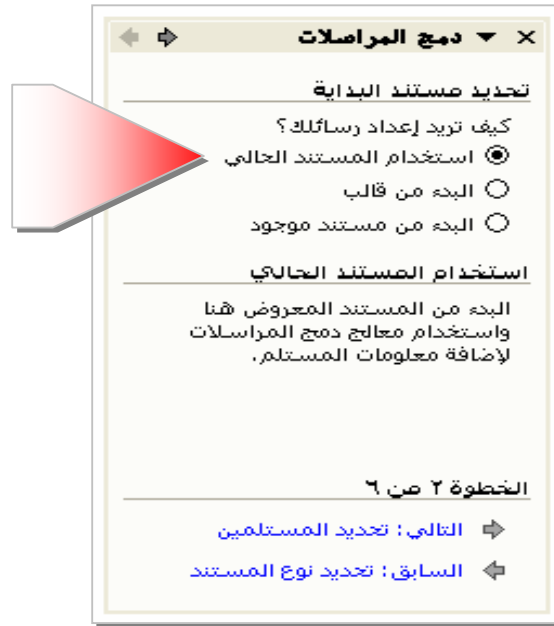 دمج المراصلات
تحديد مستند البداية
كيف تريد إعداد رسائلك؟
استخدام المستند الحالي
البدء من قالب
البدء من مستند موجود
استخدام المستند الحالي
البدء من المستند المعروض هنا
واستخدام معالج دمج المراسلات
لإضافة معلومات المستلم.
الخطوة ٢ من ٦
التالي: تحديد المستلمين
السابق: تحديد نوع المستند